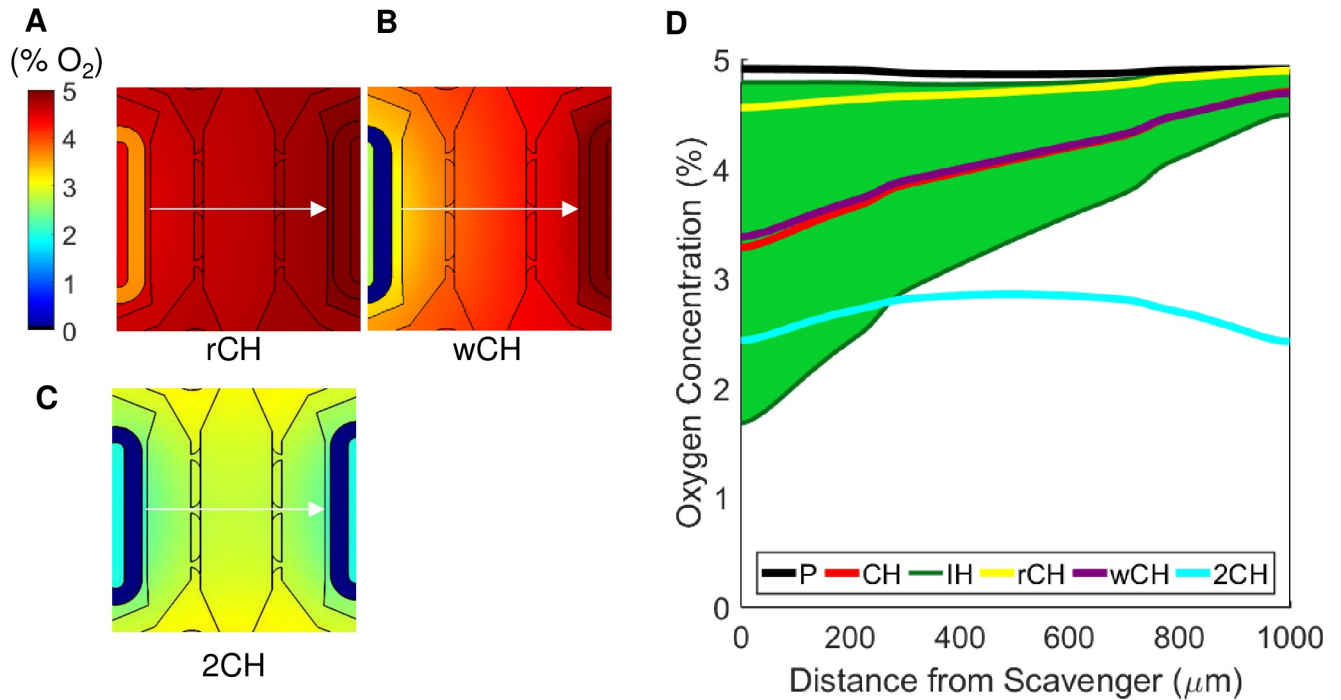 A
(% O2)
5
4
3
2
1
0
rCH
B
wCH
C
2CH
D
Oxygen Concentration (%)
5
4
3
2
1
0
P CH IH rCH wCH 2CH
0 200 400 600 800 1000
Distance from Scavenger (μm)